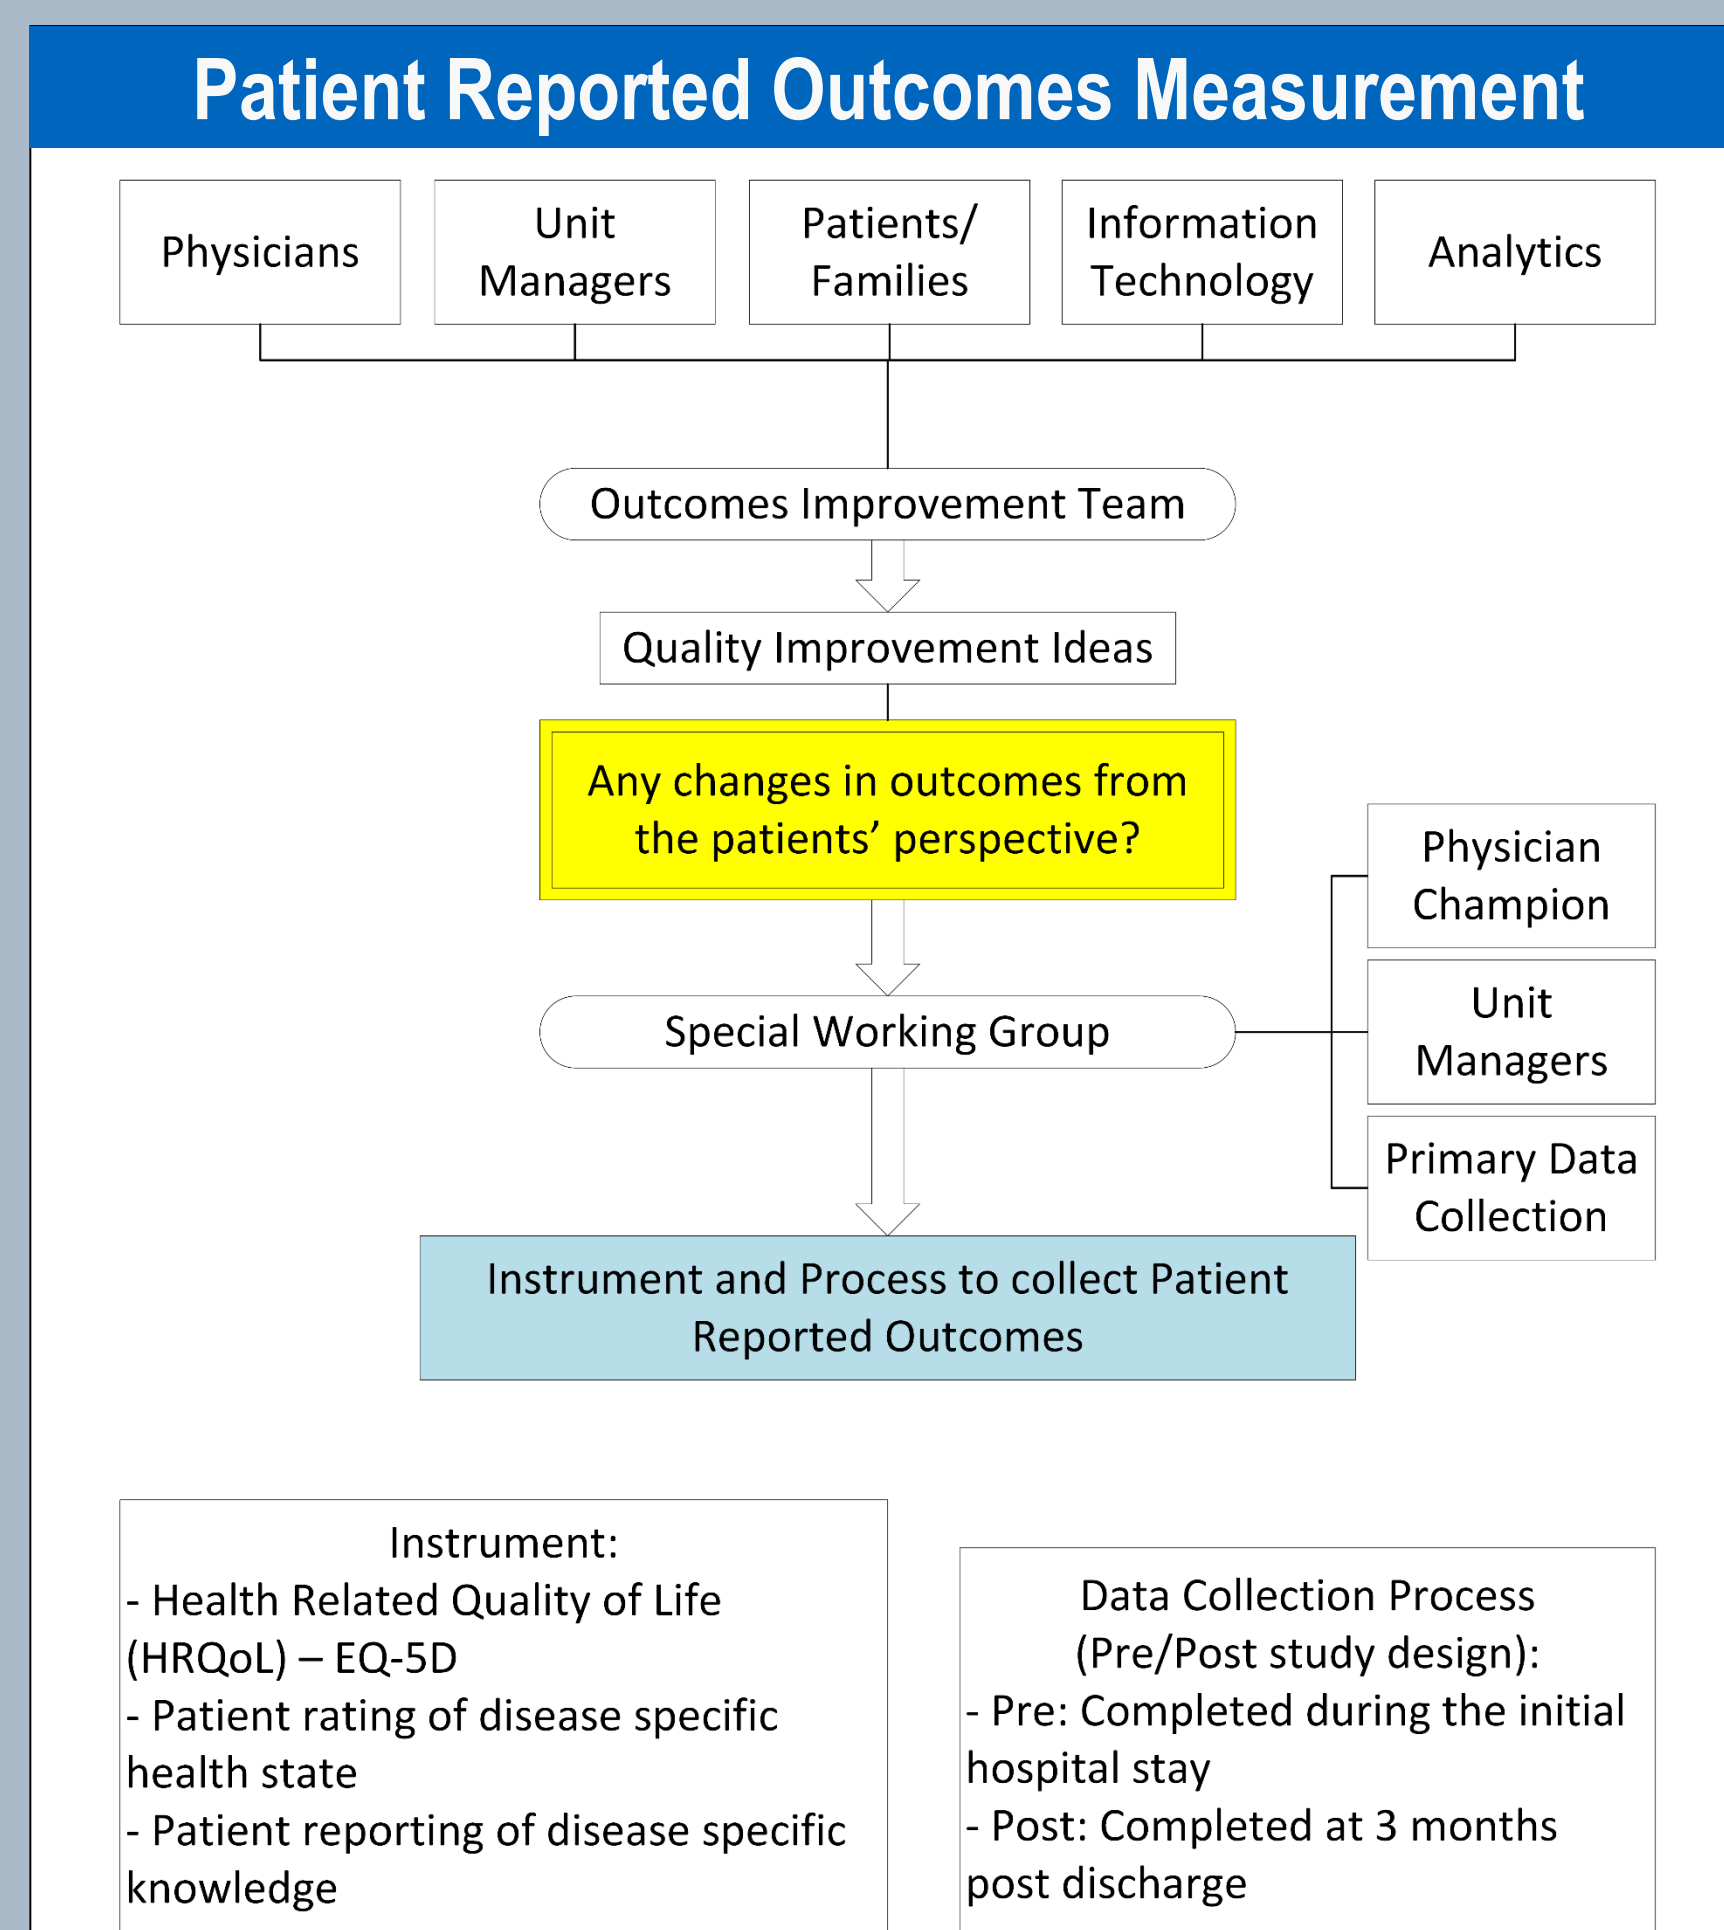 Patient Reported Outcomes Measurement
Physicians
Unit
Managers
Patients/
Families
Information
Technology
Analytics
Outcomes Improvement Team
Quality Improvement Ideas
Any changes in outcomes from
the patients’ perspective?
Physician
Champion
Special Working Group
Unit
Managers
Primary Data
Collection
Instrument and Process to collect Patient
Reported Outcomes
Instrument:
- Health Related Quality of Life
(HRQoL) – EQ-5D
- Patient rating of disease specific
health state
- Patient reporting of disease specific
knowledge
Data Collection Process
(Pre/Post study design):
- Pre: Completed during the initial
hospital stay
- Post: Completed at 3 months
post discharge